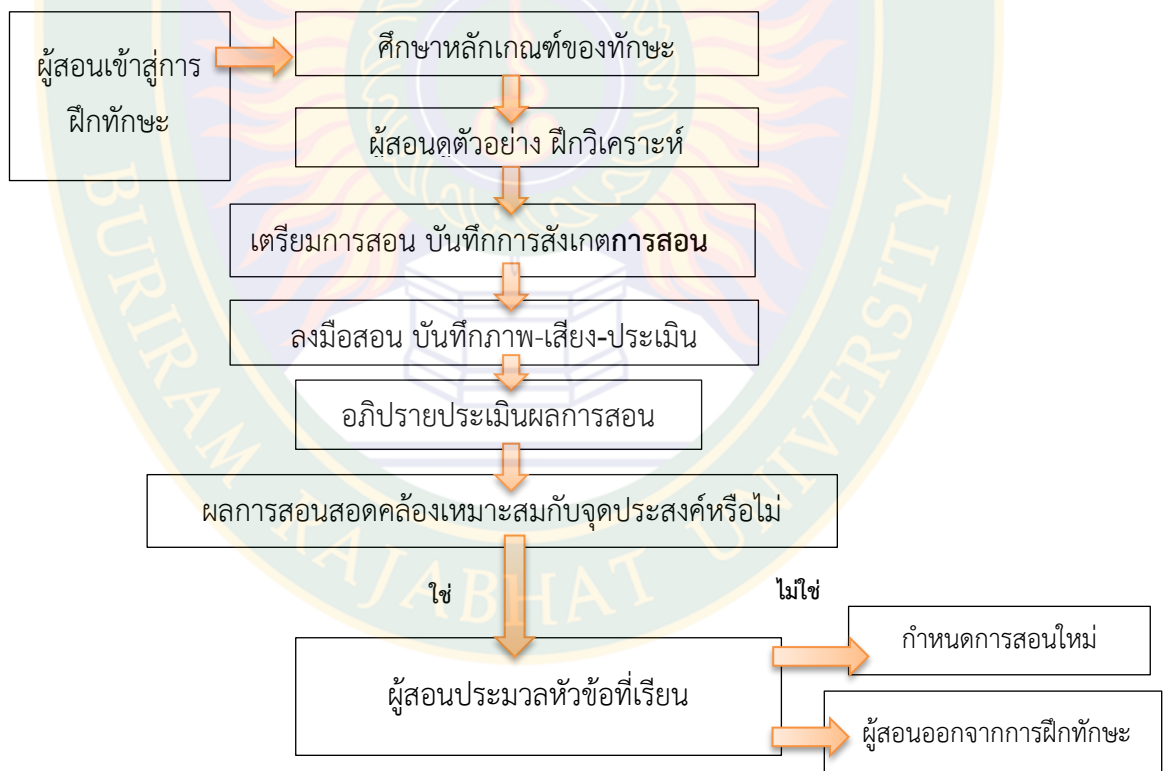 ผู้สอนเข้าสู่การ
ฝึกทักษะ
ศึกษาหลักเกณฑ์ของทักษะ
ผู้สอนดูตัวอย่าง ฝึกวิเคราะห์
เตรียมการสอน บันทึกการสังเกตการสอน
ลงมือสอน บันทึกภาพ-เสียง-ประเมิน
อภิปรายประเมินผลการสอน
ผลการสอนสอดคล้องเหมาะสมกับจุดประสงค์หรือไม่
ใช่
ไม่ใช่
กำหนดการสอนใหม่
ผู้สอนประมวลหัวข้อที่เรียน
ผู้สอนออกจากการฝึกทักษะ
BURIRAM RAJABHAT UNIVERSITY